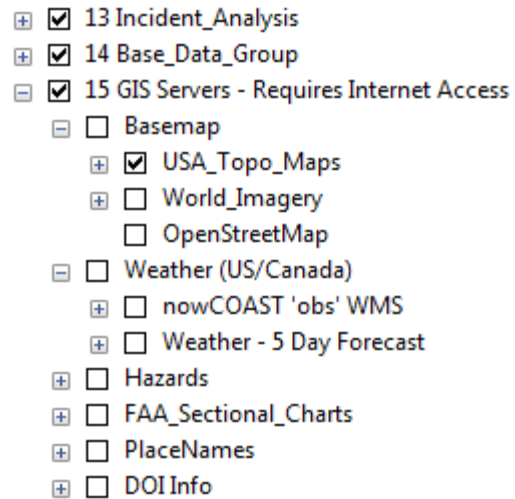 13 Incident_Analysis
14 Base_Data_Group
15 GIS Servers - Requires Internet Access
Basemap
USA_Topo_Maps
World_Imagery
OpenStreetMap
Weather (US/Canada)
nowCOAST 'obs' WMS
Weather - 5 Day Forecast
Hazards
FAA_Sectional_Charts
PlaceNames
DOI Info